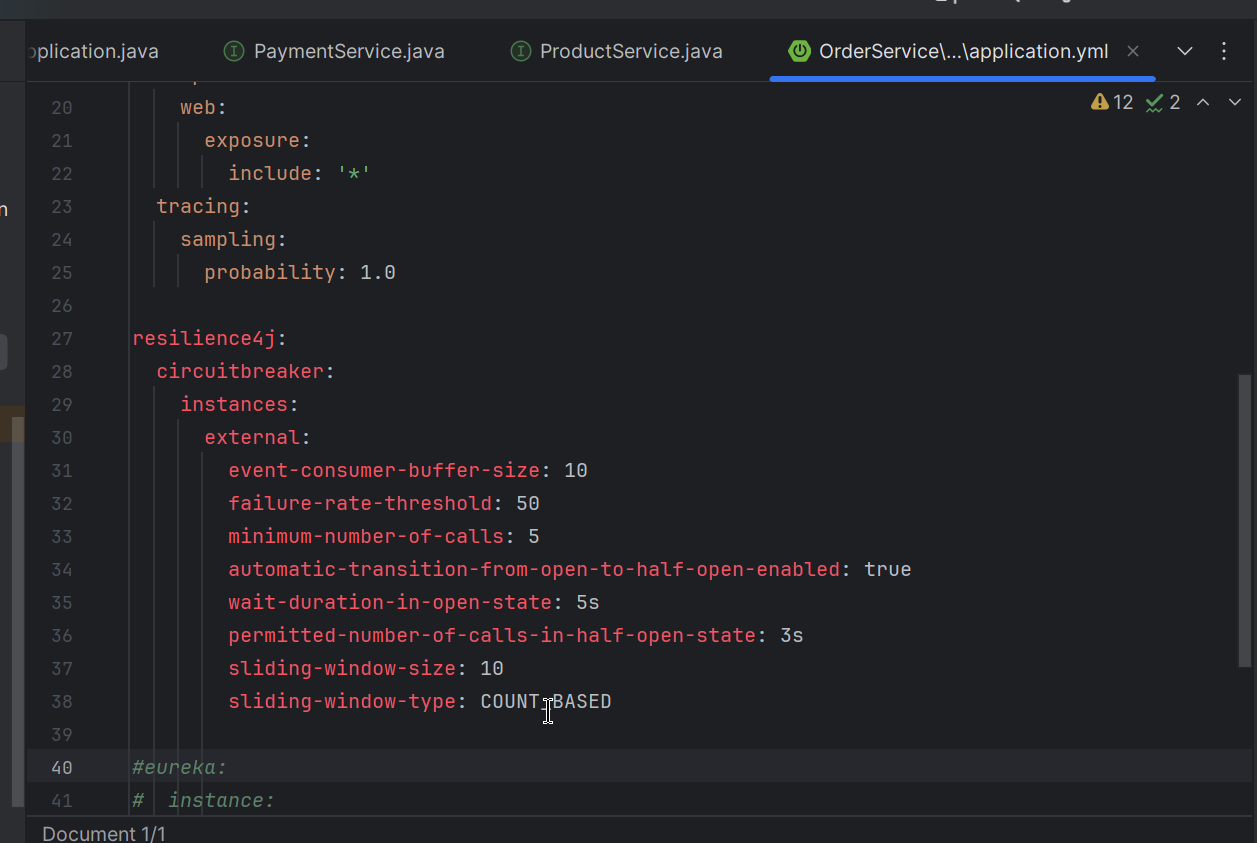 plication.java
PaymentService.java
ProductService.java
OrderService\...\application.yml
12
2
20 web:
21 exposure:
22 include: '*'
23 tracing:
24 sampling:
25 probability: 1.0
26
27 resilience4j:
28 circuitbreaker:
29 instances:
30 external:
31 event-consumer-buffer-size: 10
32 failure-rate-threshold: 50
33 minimum-number-of-calls: 5
34 automatic-transition-from-open-to-half-open-enabled: true
35 wait-duration-in-open-state: 5s
36 permitted-number-of-calls-in-half-open-state: 3s
37 sliding-window-size: 10
38 sliding-window-type: COUNT_BASED
39
40 #eureka:
41 #  instance:
Document 1/1